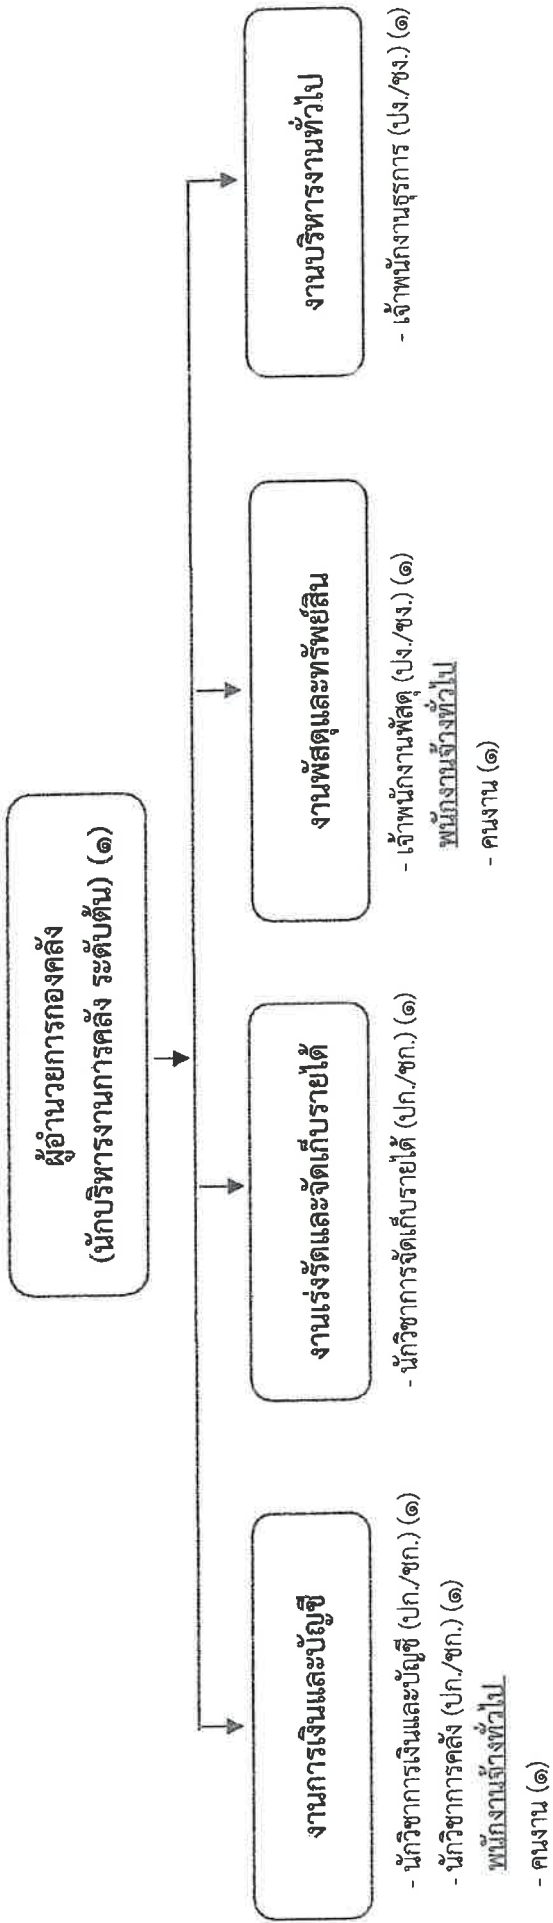 ผู้อำนวยการกองคลัง
(นักบริหารงานการคลัง ระดับต้น) (๑)
งานการเงินและบัญชี
- นักวิชาการเงินและบัญชี (ปก./ชก.) (๑)
- นักวิชาการคลัง (ปก./ชก.) (๑)
พนักงานจ้างทั่วไป
- คนงาน (๑)
งานเร่งรัดและจัดเก็บรายได้
- นักวิชาการจัดเก็บรายได้ (ปก./ชก.) (๑)
งานพัสดุและทรัพย์สิน
- เจ้าพนักงานพัสดุ (ปง./ชง.) (๑)
พนักงานจ้างทั่วไป
- คนงาน (๑)
งานบริหารงานทั่วไป
- เจ้าพนักงานธุรการ (ปง./ชง.) (๑)